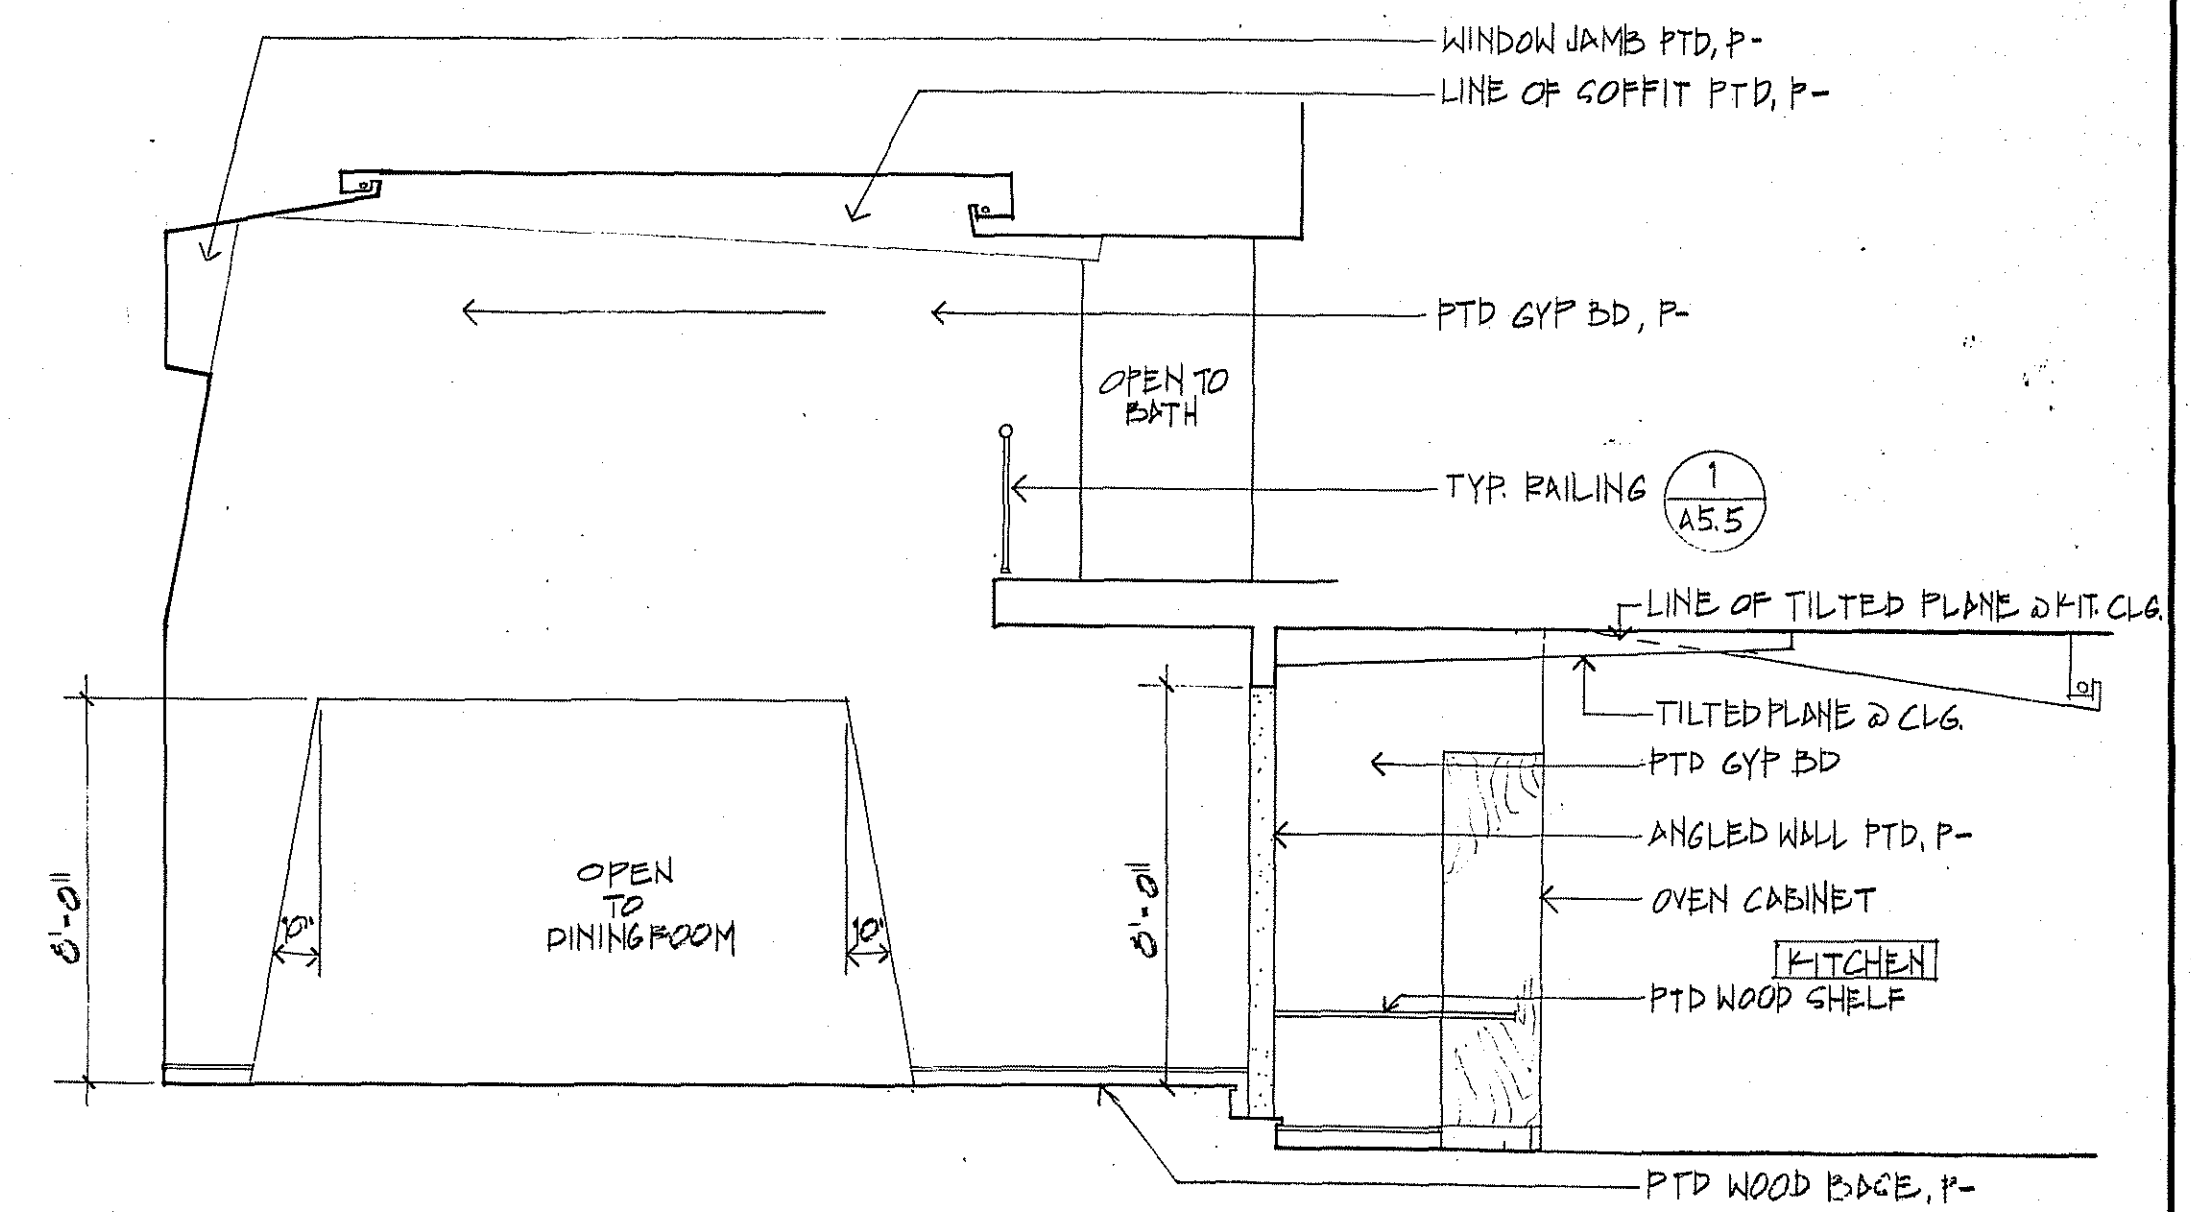 WINDOW JAMB PTD, P-
LINE OF SOFFIT PTD, P-
PTD GYP BD, P-
OPEN TO
BATH
TYP. RAILING
1
A5.5
LINE OF TILTED PLANE @ KIT. CLG.
TILTED PLANE @ CLG.
PTD GYP BD
ANGLED WALL PTD, P-
8'-0"
OPEN
TO
DINING ROOM
10"
10"
8'-0"
OVEN CABINET
KITCHEN
PTD WOOD SHELF
PTD WOOD BASE, P-